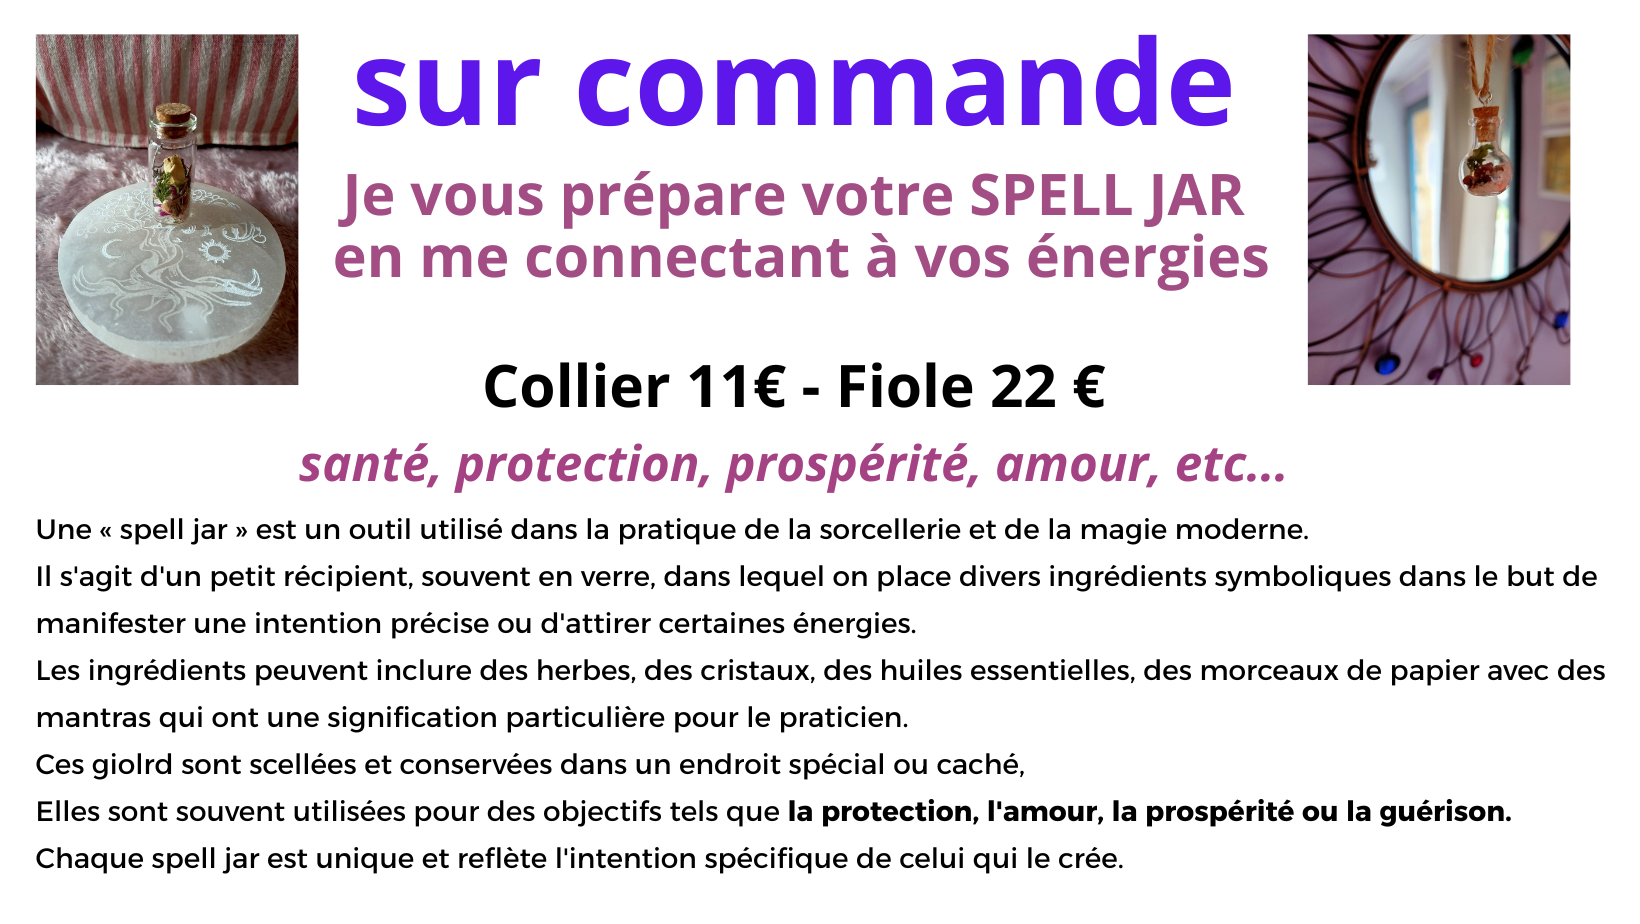 sur commande
Je vous prépare votre SPELL JAR
en me connectant à vos énergies
Collier 11€ - Fiole 22 €
santé, protection, prospérité, amour, etc...
Une « spell jar » est un outil utilisé dans la pratique de la sorcellerie et de la magie moderne.
Il s'agit d'un petit récipient, souvent en verre, dans lequel on place divers ingrédients symboliques dans le but de
manifester une intention précise ou d'attirer certaines énergies.
Les ingrédients peuvent inclure des herbes, des cristaux, des huiles essentielles, des morceaux de papier avec des
mantras qui ont une signification particulière pour le praticien.
Ces giolrd sont scellées et conservées dans un endroit spécial ou caché,
Elles sont souvent utilisées pour des objectifs tels que la protection, l'amour, la prospérité ou la guérison.
Chaque spell jar est unique et reflète l'intention spécifique de celui qui le crée.